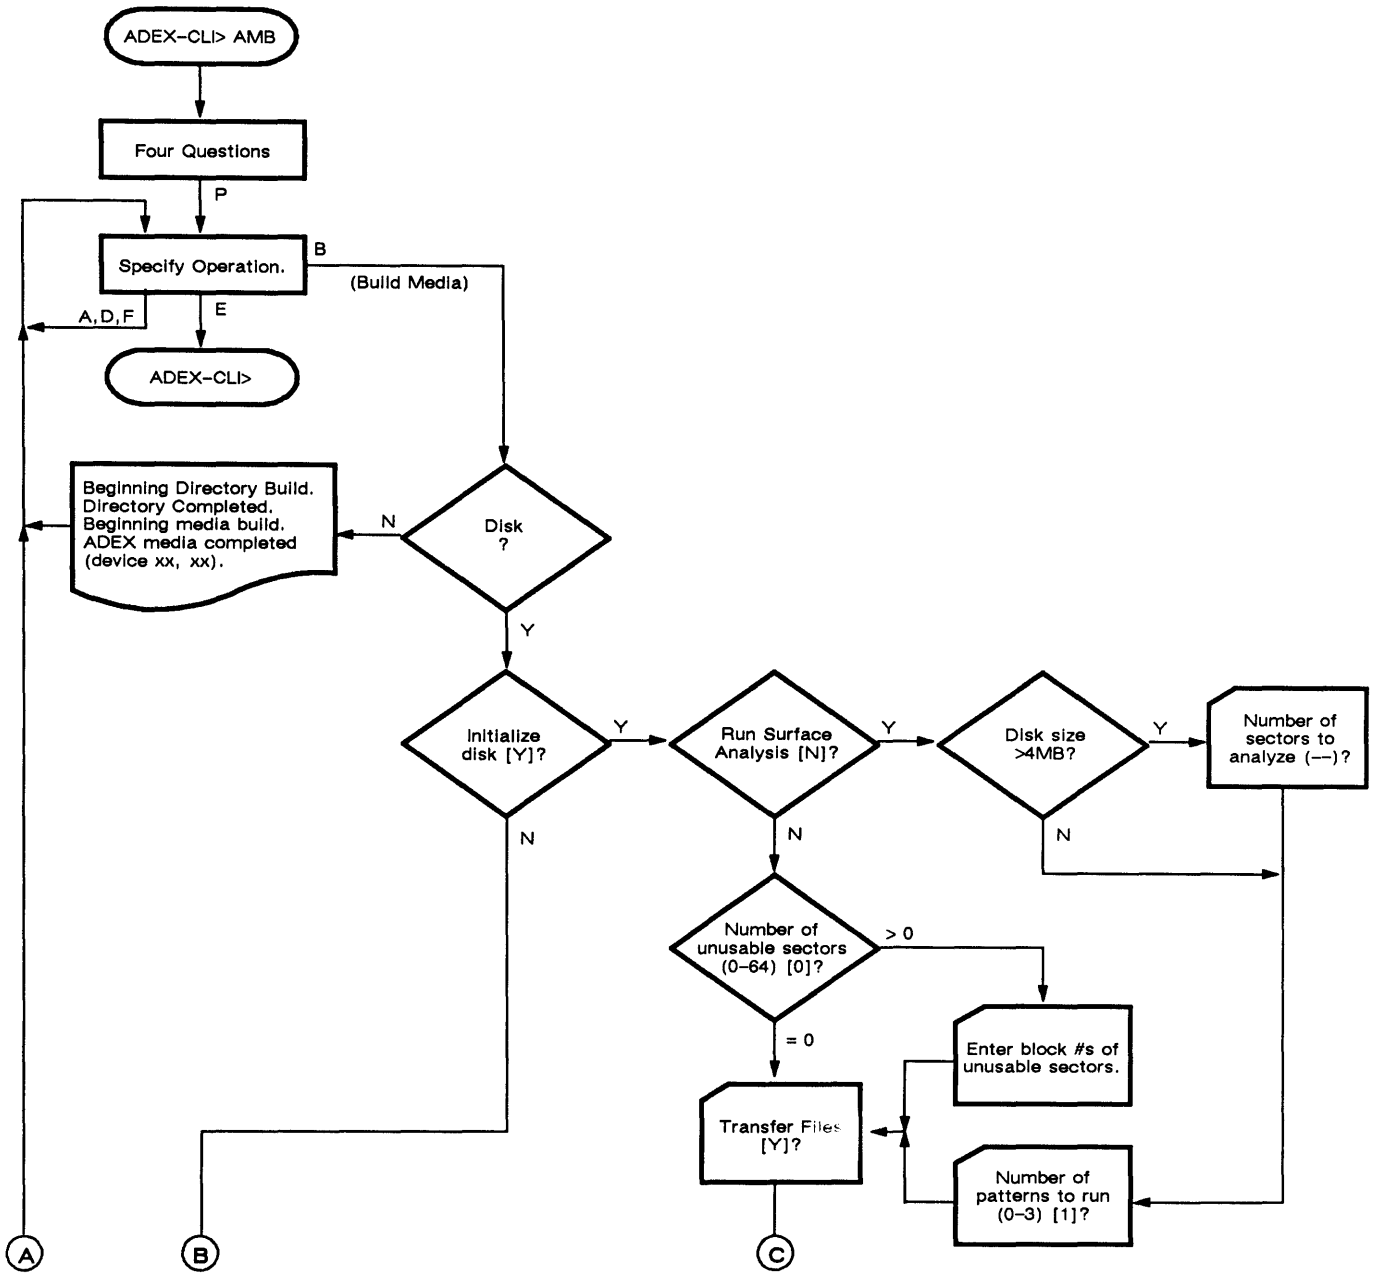 ADEX-CLI> AMB
Four Questions
P
Specify Operation.
B
(Build Media)
A,D,F
E
ADEX-CLI>
Beginning Directory Build.
Directory Completed.
Beginning media build.
ADEX media completed
(device xx, xx).
N
Disk
?
Y
Initialize
disk [Y]?
Y
Run Surface
Analysis [N]?
Y
Disk size
>4MB?
Y
Number of
sectors to
analyze (--)?
N
N
N
Number of
unusable sectors
(0-64) [0]?
> 0
= 0
Enter block #s of
unusable sectors.
Transfer Files
[Y]?
Number of
patterns to run
(0-3) [1]?
A
B
C